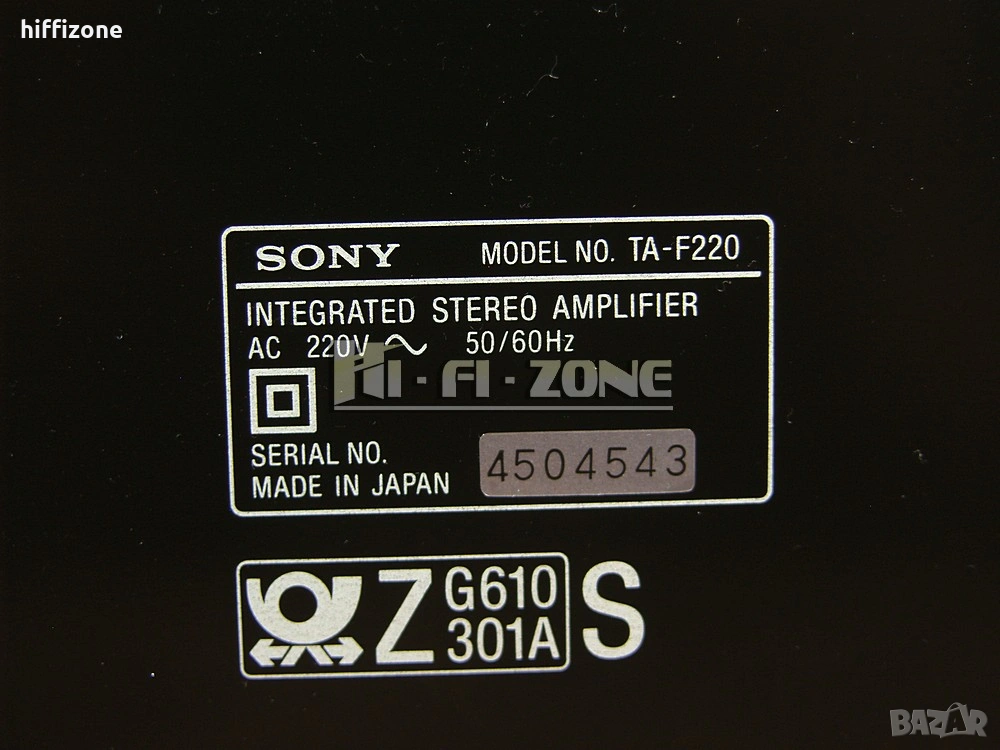 hiffizone
SONY MODEL NO. TA-F220
INTEGRATED STEREO AMPLIFIER
AC 220V ~ 50/60Hz
HI - FI - ZONE
SERIAL NO. 4504543
MADE IN JAPAN
Z G610 S
301A
BAZAR